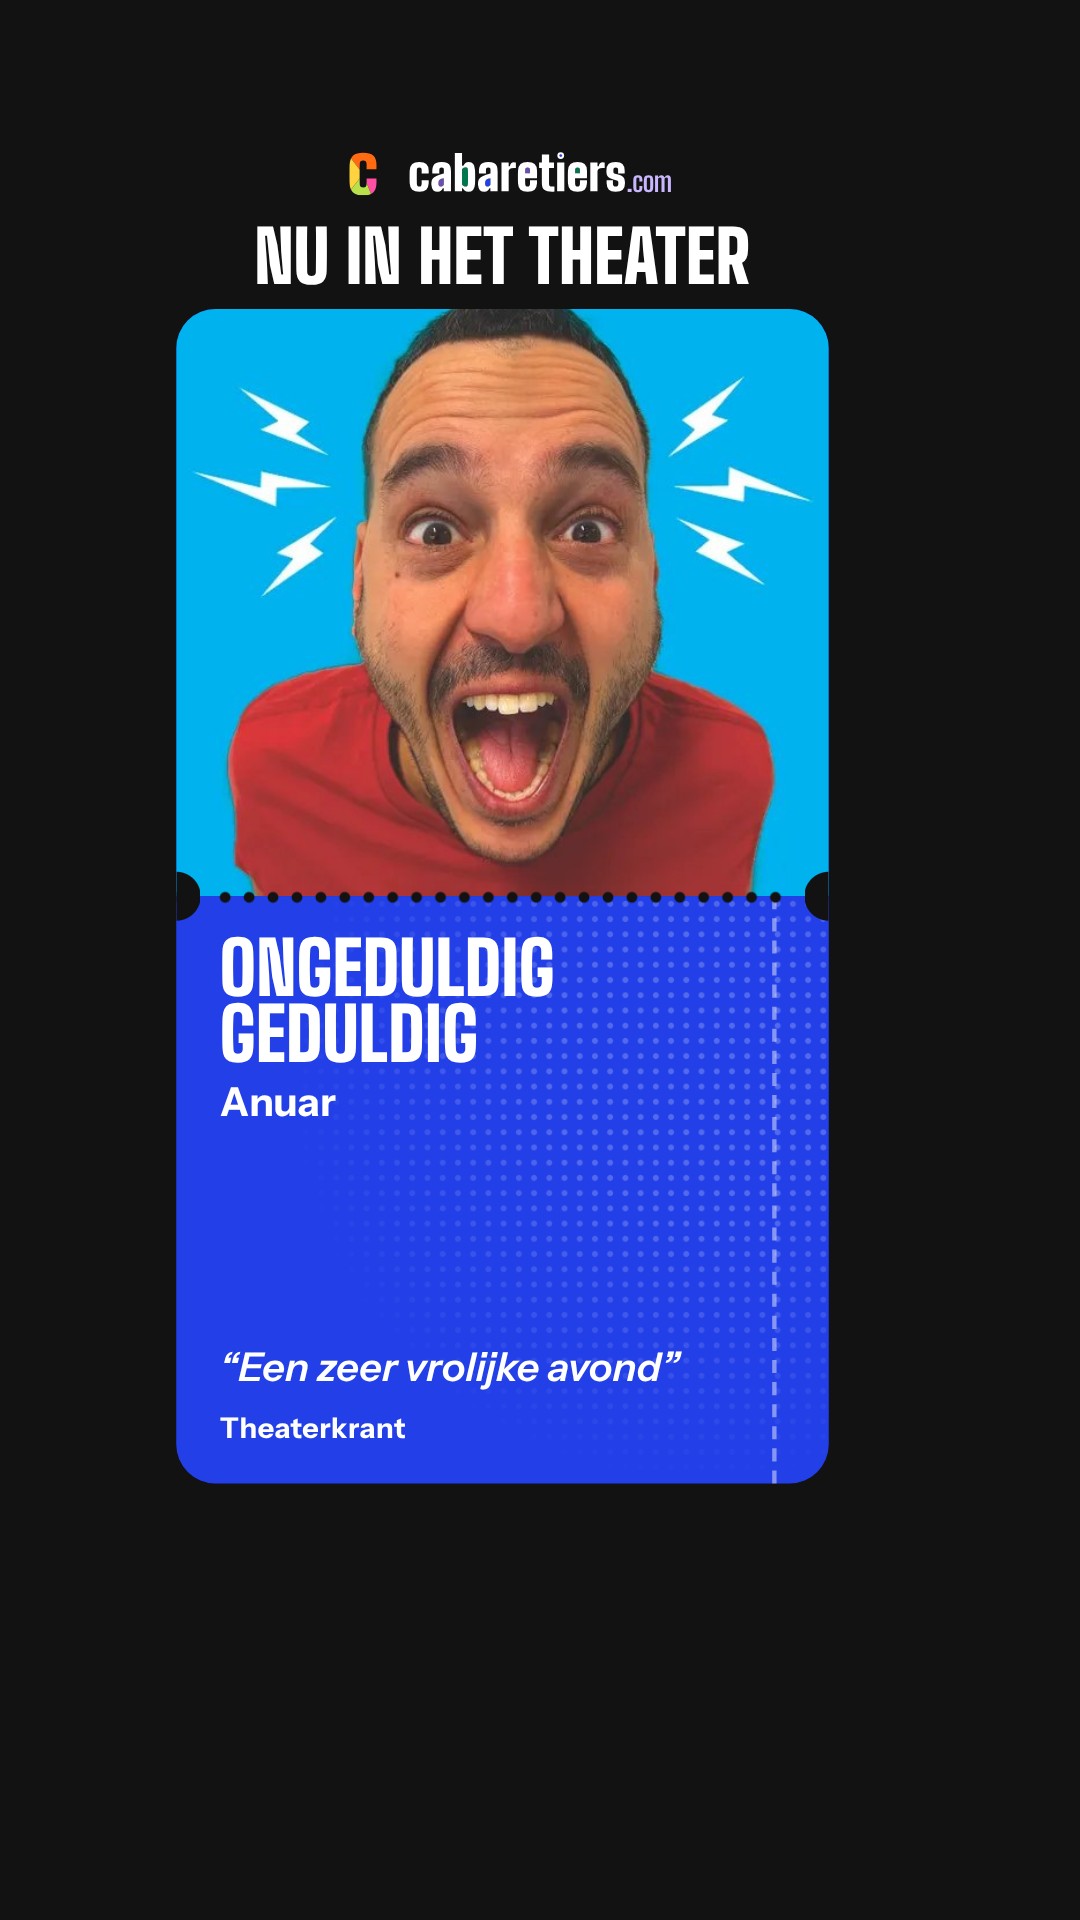 C cabaretiers.com
NU IN HET THEATER
ONGEDULDIG
GEDULDIG
Anuar
“Een zeer vrolijke avond”
Theaterkrant